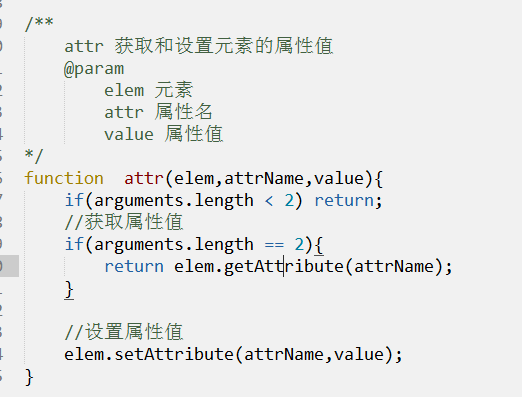 /**
attr 获取和设置元素的属性值
@param
elem 元素
attr 属性名
value 属性值
*/
function  attr(elem,attrName,value){
if(arguments.length < 2) return;
//获取属性值
if(arguments.length == 2){
return elem.getAttribute(attrName);
}
//设置属性值
elem.setAttribute(attrName,value);
}